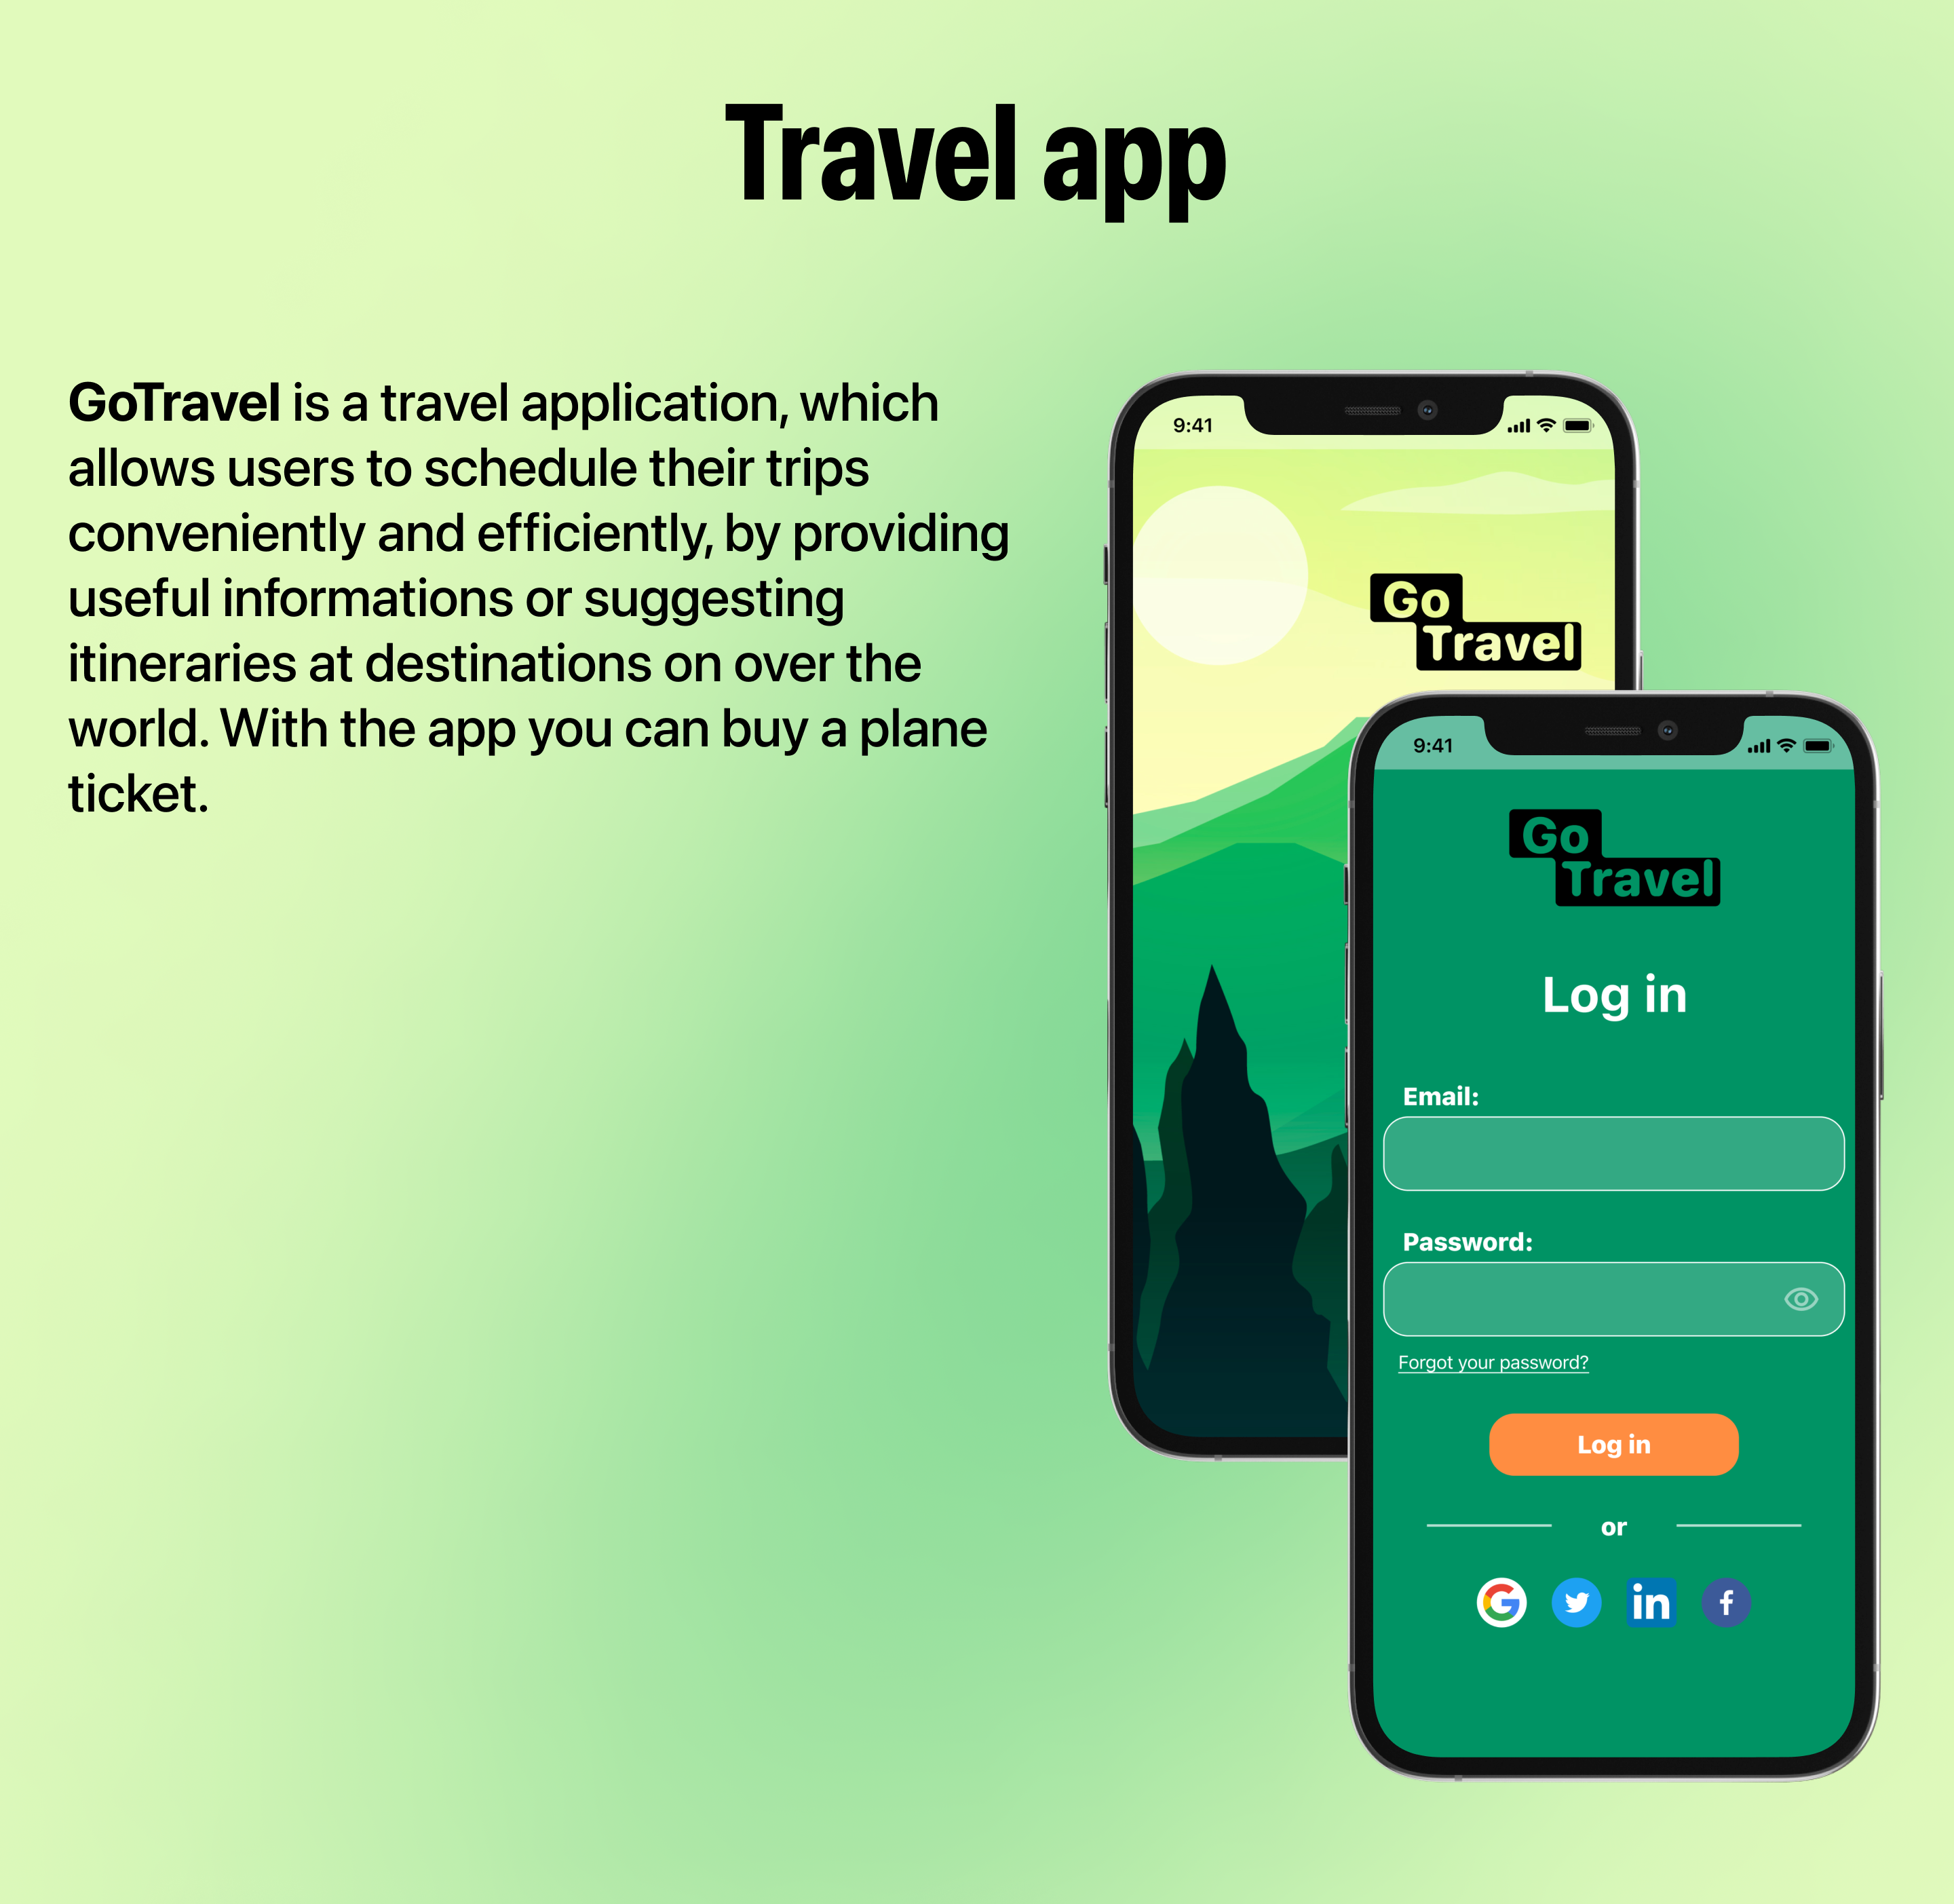 Travel app
GoTravel is a travel application, which
allows users to schedule their trips
conveniently and efficiently, by providing
useful informations or suggesting
itineraries at destinations on over the
world. With the app you can buy a plane
ticket.
9:41
Go
Travel
9:41
Go
Travel
Log in
Email:
Password:
Forgot your password?
Log in
or
in